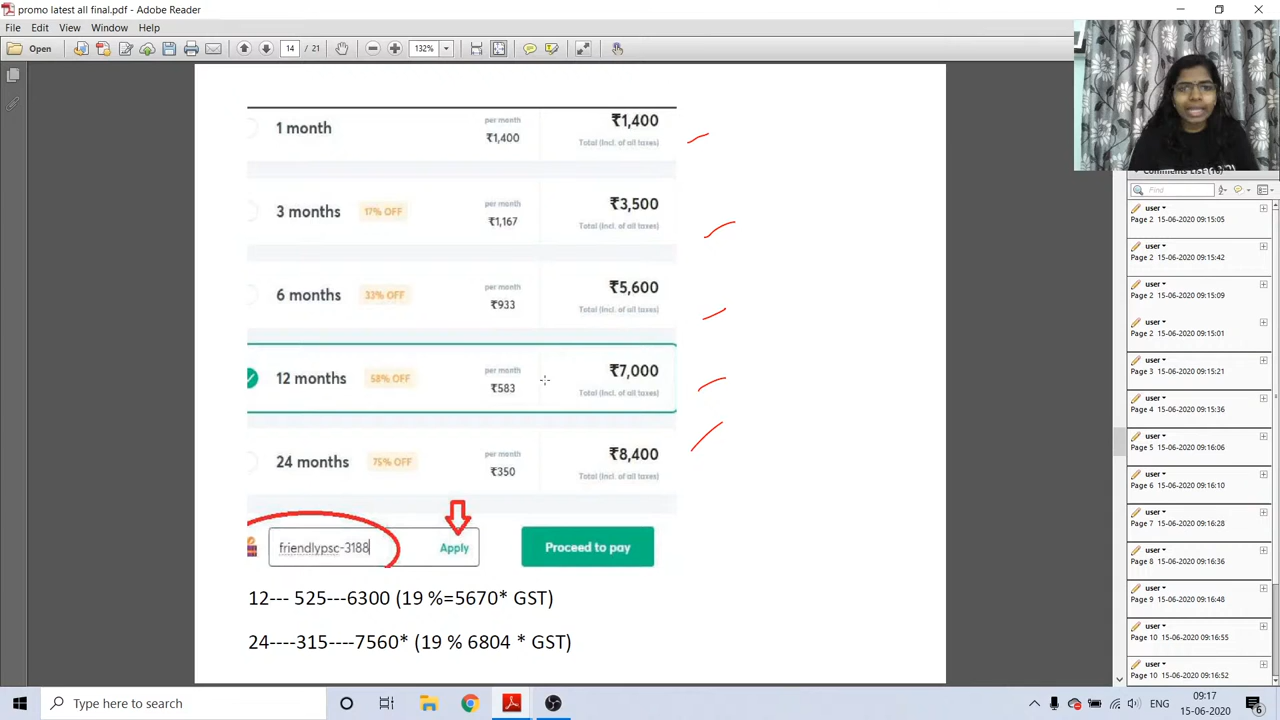 promo latest all final.pdf - Adobe Reader
File Edit View Window Help
Open 14 / 21 132%
1 month per month ₹1,400 ₹1,400 Total (Incl. of all taxes)
3 months 17% OFF per month ₹1,167 ₹3,500 Total (Incl. of all taxes)
6 months 33% OFF per month ₹933 ₹5,600 Total (Incl. of all taxes)
12 months 58% OFF per month ₹583 ₹7,000 Total (Incl. of all taxes)
24 months 75% OFF per month ₹350 ₹8,400 Total (Incl. of all taxes)
friendlypsc-3188 Apply Proceed to pay
12--- 525---6300 (19 %=5670* GST)
24----315----7560* (19 % 6804 * GST)
Comments List (16)
Find
user
Page 2 15-06-2020 09:15:05
user
Page 2 15-06-2020 09:15:42
user
Page 2 15-06-2020 09:15:09
user
Page 2 15-06-2020 09:15:01
user
Page 3 15-06-2020 09:15:21
user
Page 4 15-06-2020 09:15:36
user
Page 5 15-06-2020 09:16:06
user
Page 6 15-06-2020 09:16:10
user
Page 7 15-06-2020 09:16:28
user
Page 8 15-06-2020 09:16:36
user
Page 9 15-06-2020 09:16:48
user
Page 10 15-06-2020 09:16:55
user
Page 10 15-06-2020 09:16:52
Type here to search
ENG
09:17
15-06-2020
6